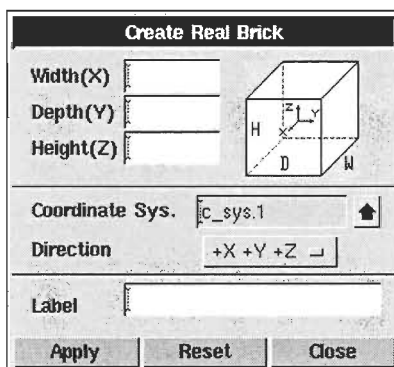 Create Real Brick
Width(X)
Depth(Y)
Height(Z)
Z
Y
X
H
D
W
Coordinate Sys. c_sys.1
Direction +X +Y +Z
Label
Apply Reset Close